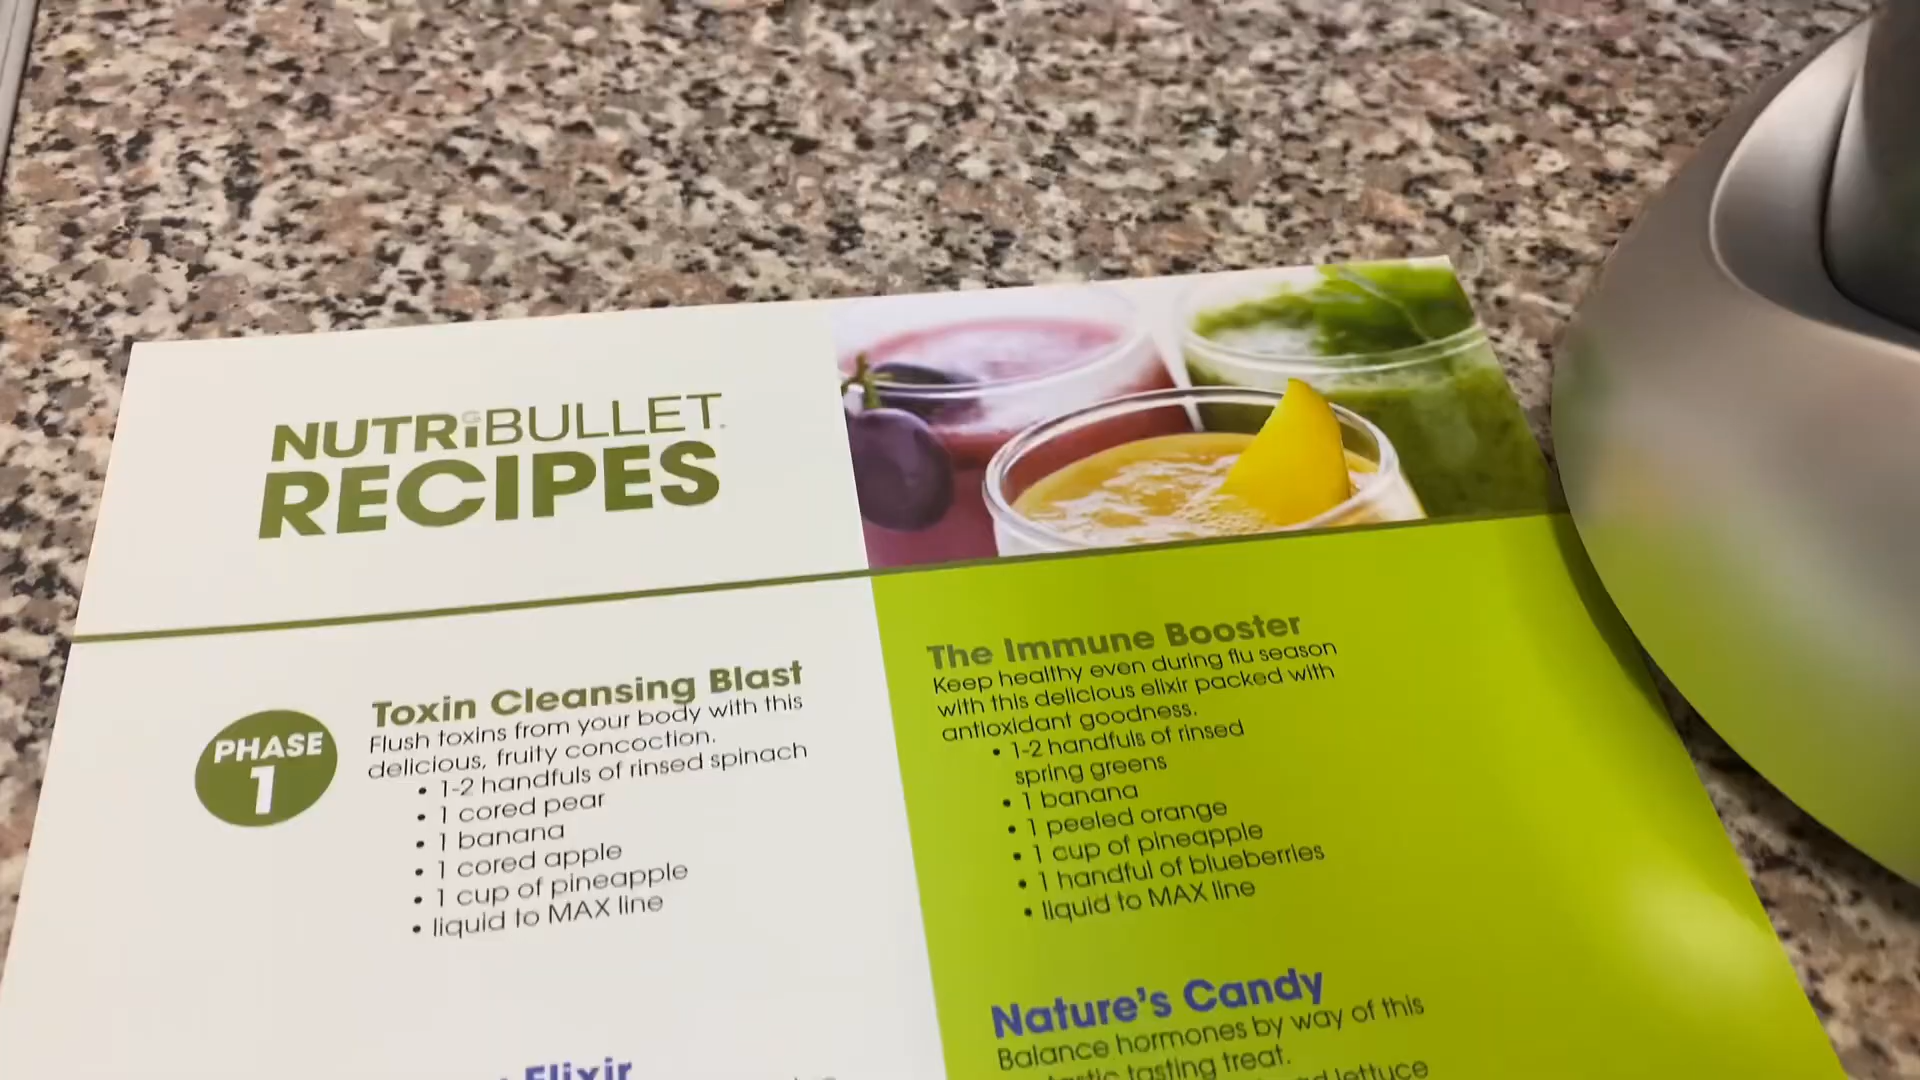 NUTRiBULLET
RECIPES
PHASE
1
Toxin Cleansing Blast
Flush toxins from your body with this
delicious, fruity concoction.
• 1-2 handfuls of rinsed spinach
• 1 cored pear
• 1 banana
• 1 cored apple
• 1 cup of pineapple
• liquid to MAX line
Elixir
The Immune Booster
Keep healthy even during flu season
with this delicious elixir packed with
antioxidant goodness.
• 1-2 handfuls of rinsed
spring greens
• 1 banana
• 1 peeled orange
• 1 cup of pineapple
• 1 handful of blueberries
• liquid to MAX line
Nature's Candy
Balance hormones by way of this
tasting treat.
lettuce